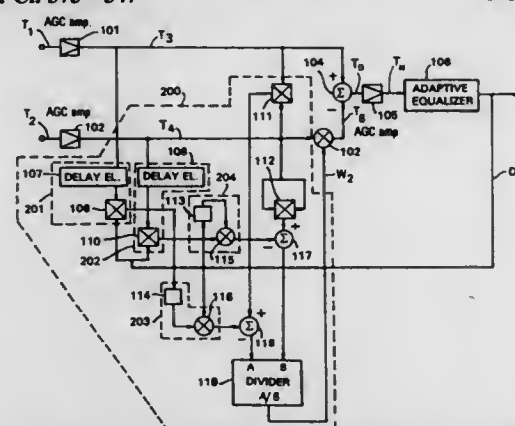 T1 AGC amp.
101
T3
104
+
−
T5
TN
106
ADAPTIVE
EQUALIZER
200
111
105
T6
AGC amp
T2 AGC amp.
102
T4
102
W2
D
107
DELAY EL.
108
DELAY EL.
201
108
204
112
113
110
202
115
−
+
Σ
117
114
116
+
−
Σ
118
203
A
B
119
DIVIDER